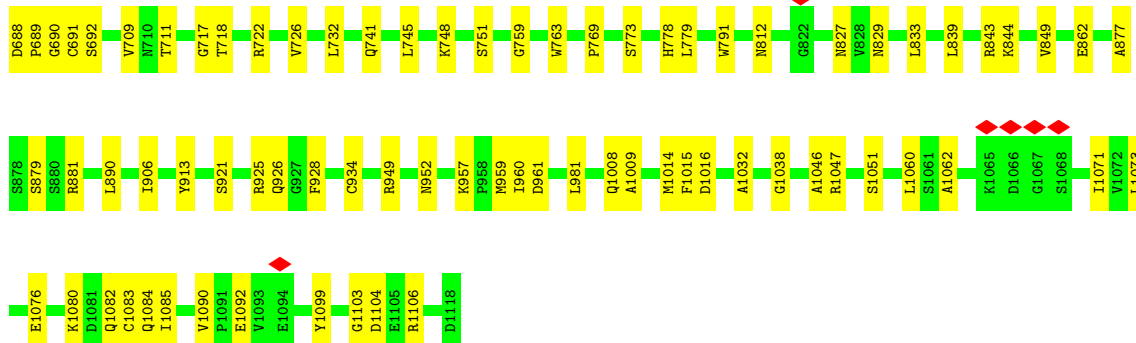 D688 P689 G690 C691 S692 V709 N710 T711 G717 T718 R722 V726 L732 Q741 L745 K748 S751 G759 W763 P769 S773 H778 L779 W791 N812 G822 N827 V828 N829 L833 L839 R843 K844 V849 E862 A877
S878 S879 S880 R881 L890 I906 Y913 S921 R925 Q926 G927 F928 C934 R949 N952 K957 P958 M959 I960 D961 L981 Q1008 A1009 M1014 F1015 D1016 A1032 G1038 A1046 R1047 S1051 L1060 S1061 A1062 K1065 D1066 G1067 S1068 I1071 V1072 L1073
E1076 K1080 D1081 Q1082 C1083 Q1084 I1085 V1090 P1091 E1092 V1093 E1094 Y1099 G1103 D1104 E1105 R1106 D1118